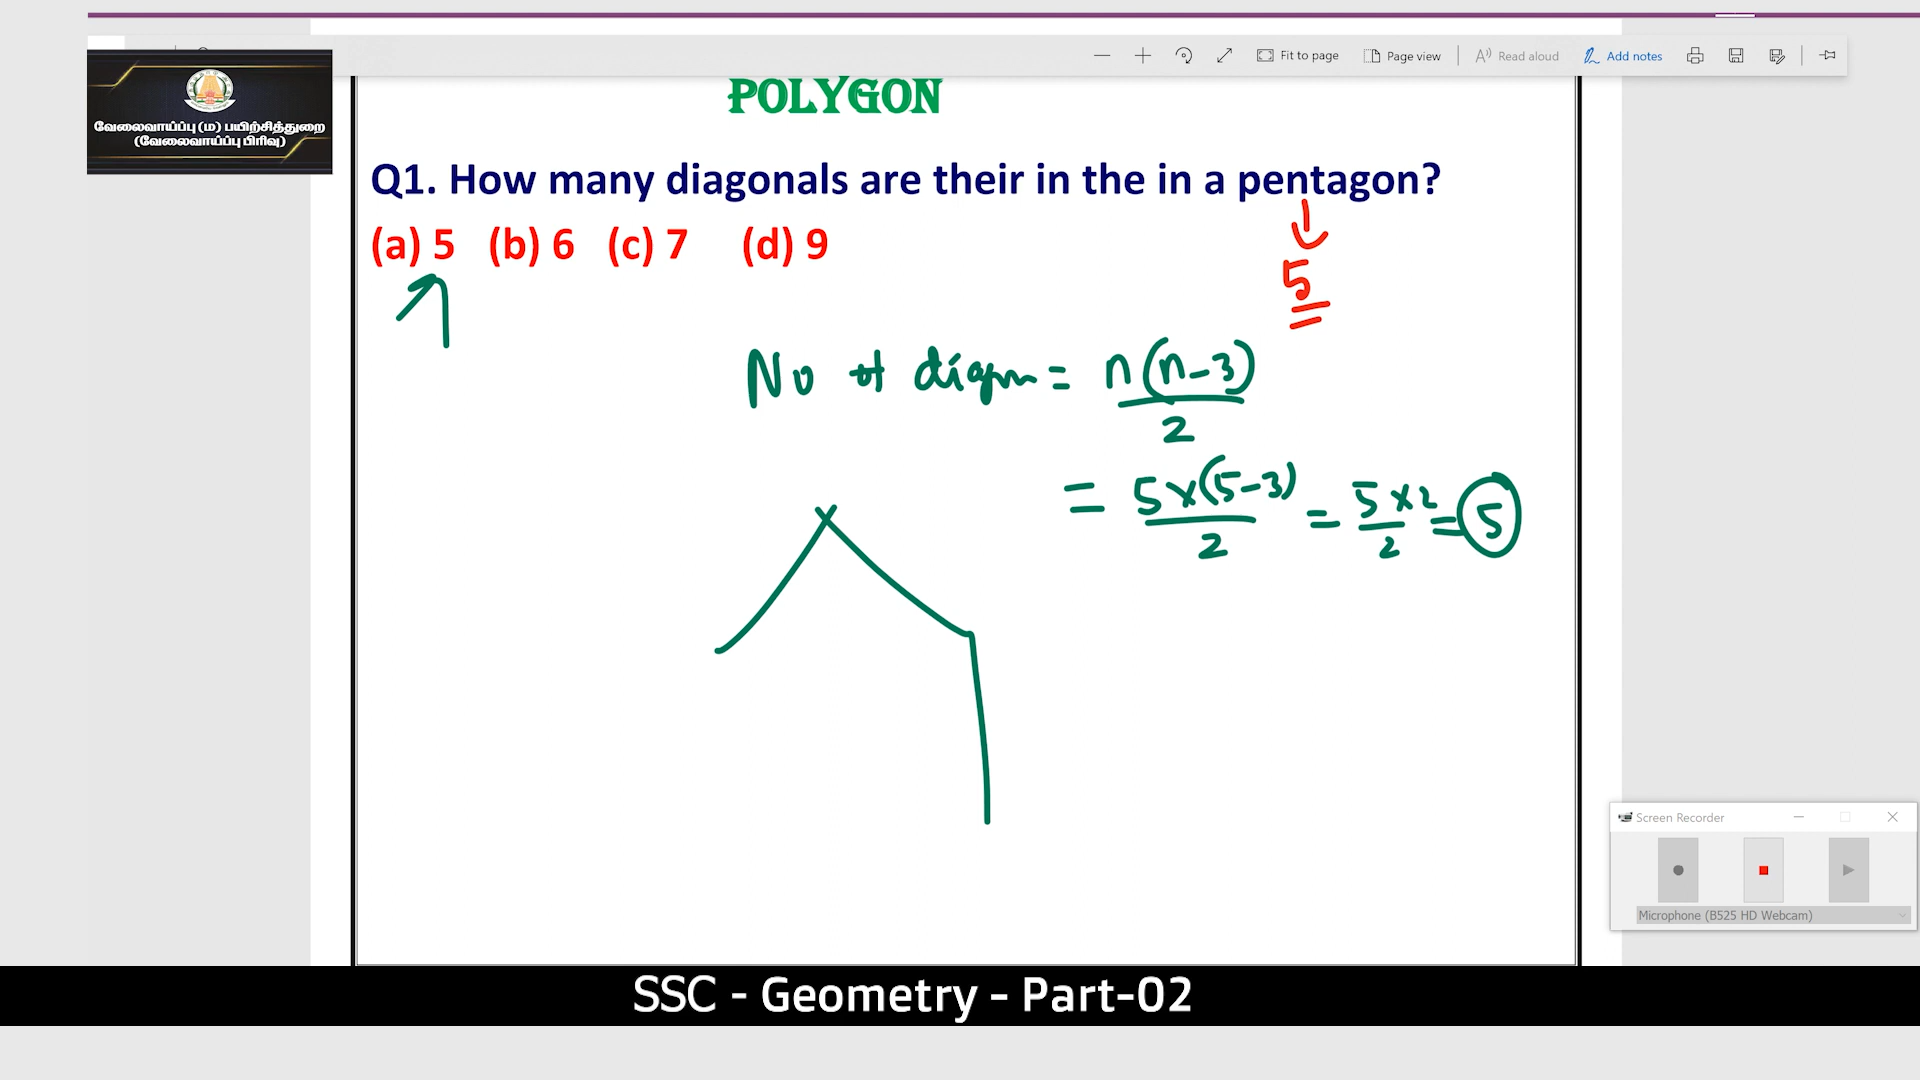 Fit to page
Page view
Read aloud
Add notes
வேலைவாய்ப்பு (ம) பயிற்சித்துறை
(வேலைவாய்ப்பு பிரிவு)
POLYGON
Q1. How many diagonals are their in the in a pentagon?
(a) 5 (b) 6 (c) 7 (d) 9
5
No of diagon = n(n-3)/2
= 5x(5-3)/2 = 5x2/2 = 5
Screen Recorder
Microphone (B525 HD Webcam)
SSC - Geometry - Part-02